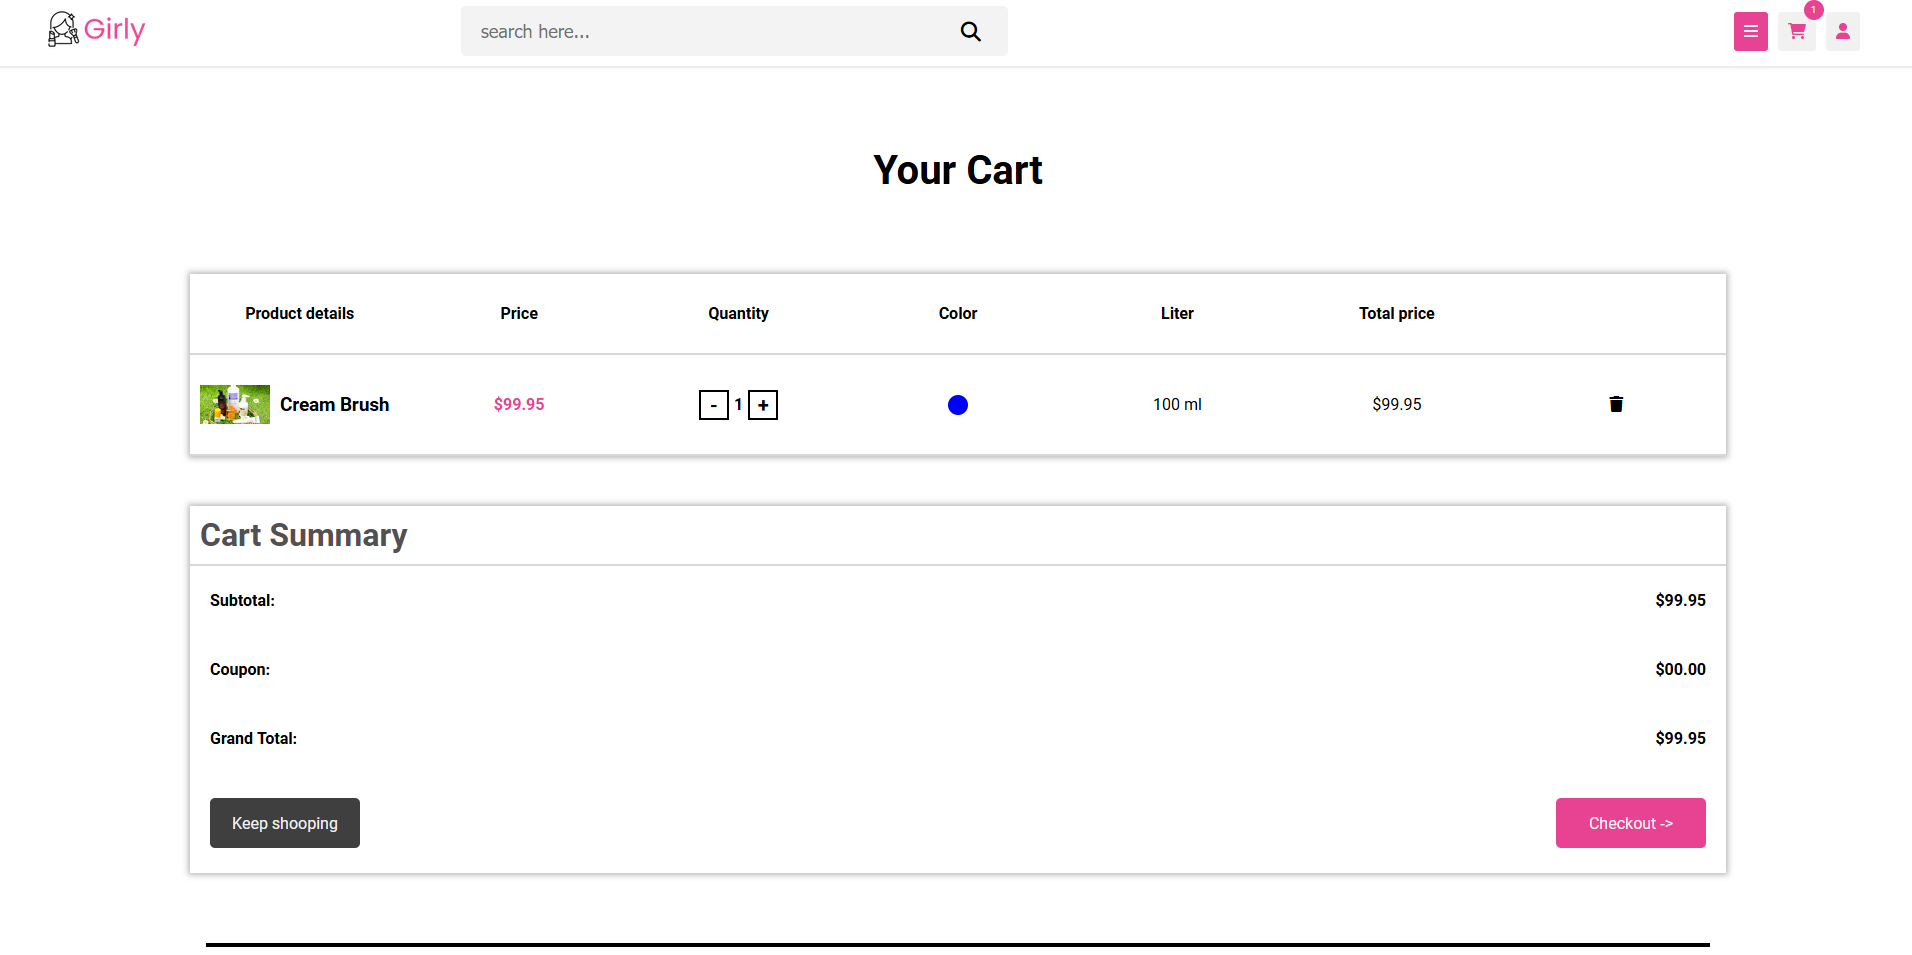 Girly
search here...
1
Your Cart
Product details Price Quantity Color Liter Total price
Cream Brush $99.95 - 1 + 100 ml $99.95
Cart Summary
Subtotal: $99.95
Coupon: $00.00
Grand Total: $99.95
Keep shooping Checkout ->